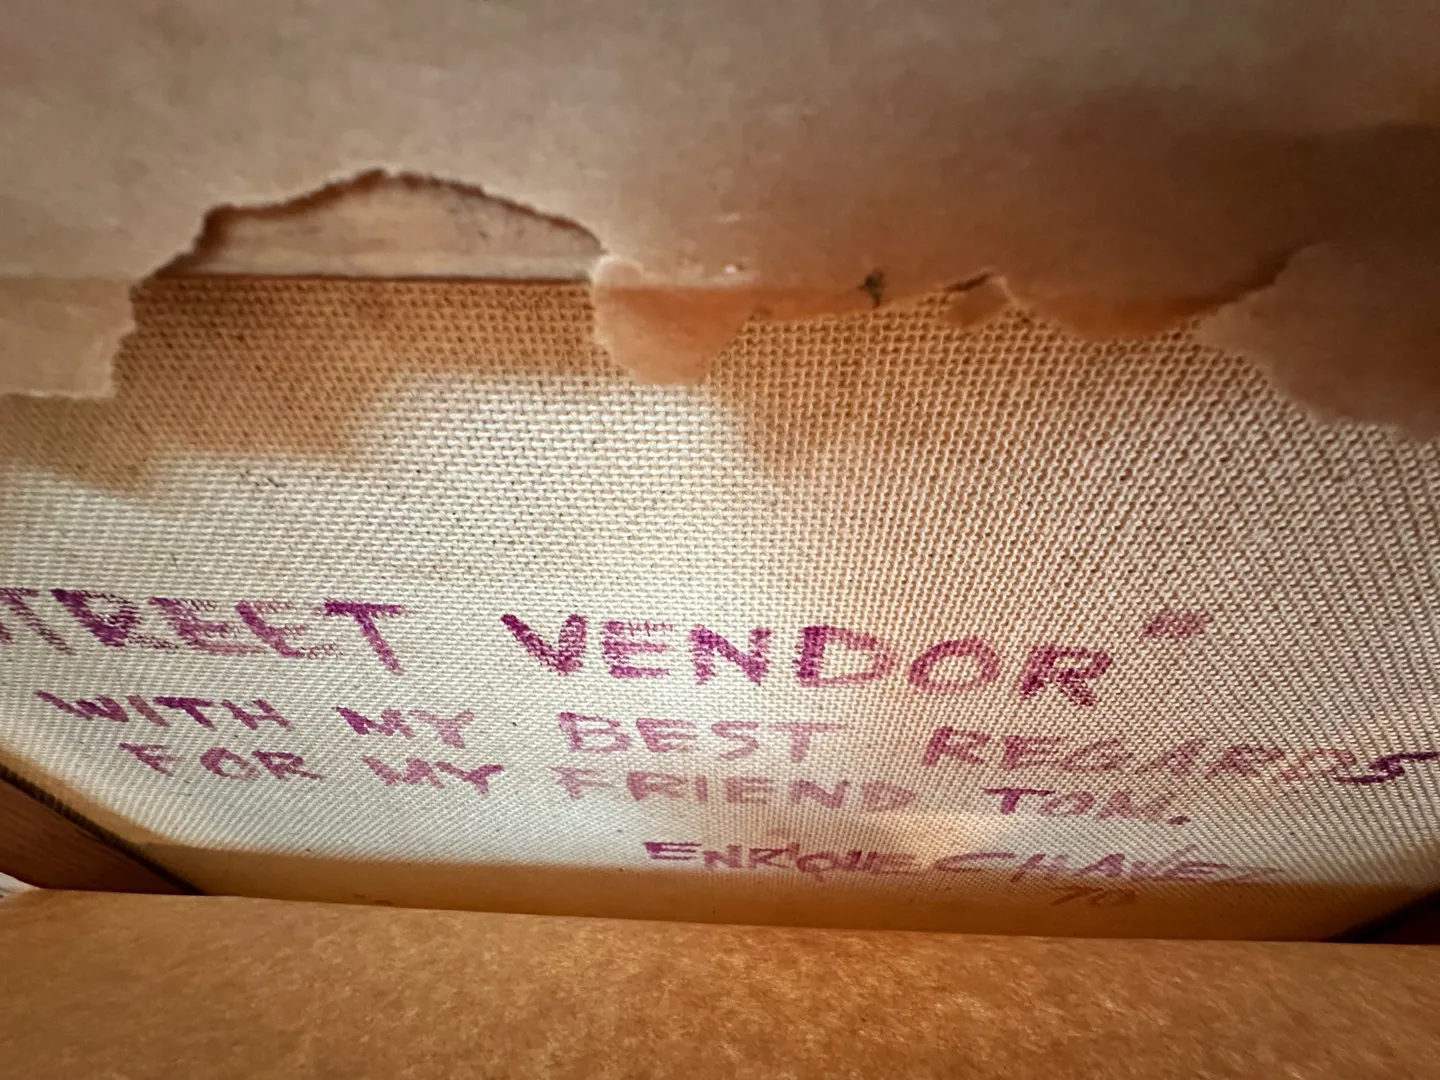 STREET VENDOR"
WITH MY BEST REGARDS
FOR MY FRIEND TOM.
ENRIQUE CHAVEZ
70